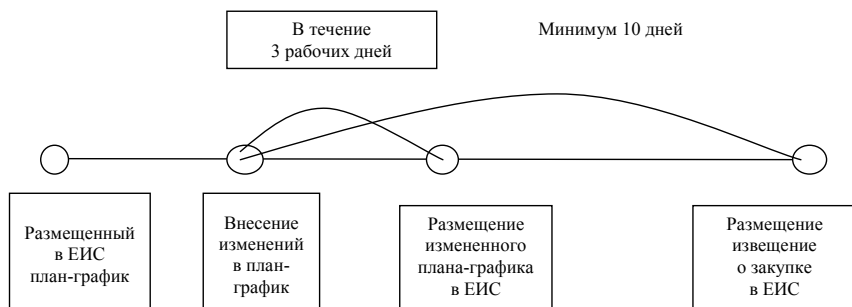 В течение
3 рабочих дней
Минимум 10 дней
Размещенный
в ЕИС
план-график
Внесение
изменений
в план-
график
Размещение
измененного
плана-графика
в ЕИС
Размещение
извещение
о закупке
в ЕИС